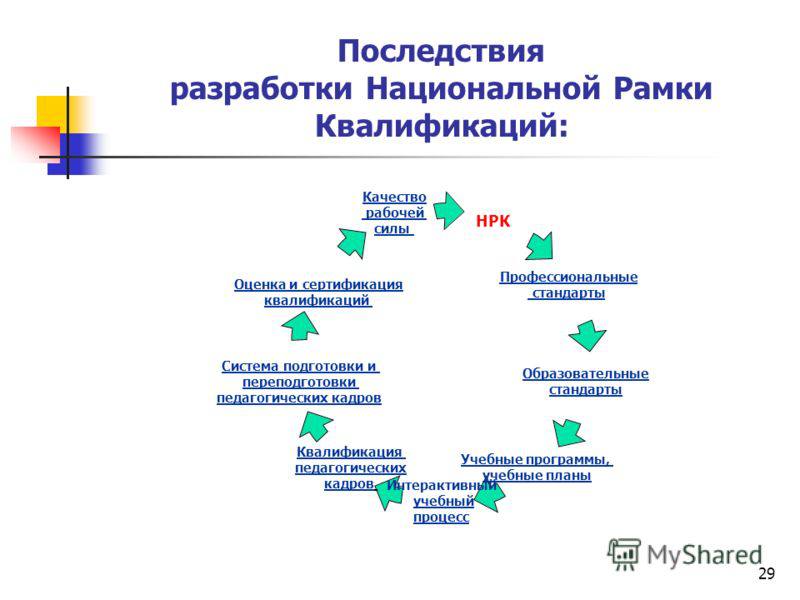 Последствия
разработки Национальной Рамки
Квалификаций:
Качество
рабочей
силы
НРК
Профессиональные
стандарты
Образовательные
стандарты
Учебные программы,
учебные планы
Интерактивный
учебный
процесс
Квалификация
педагогических
кадров
Система подготовки и
переподготовки
педагогических кадров
Оценка и сертификация
квалификаций
MyShared
29